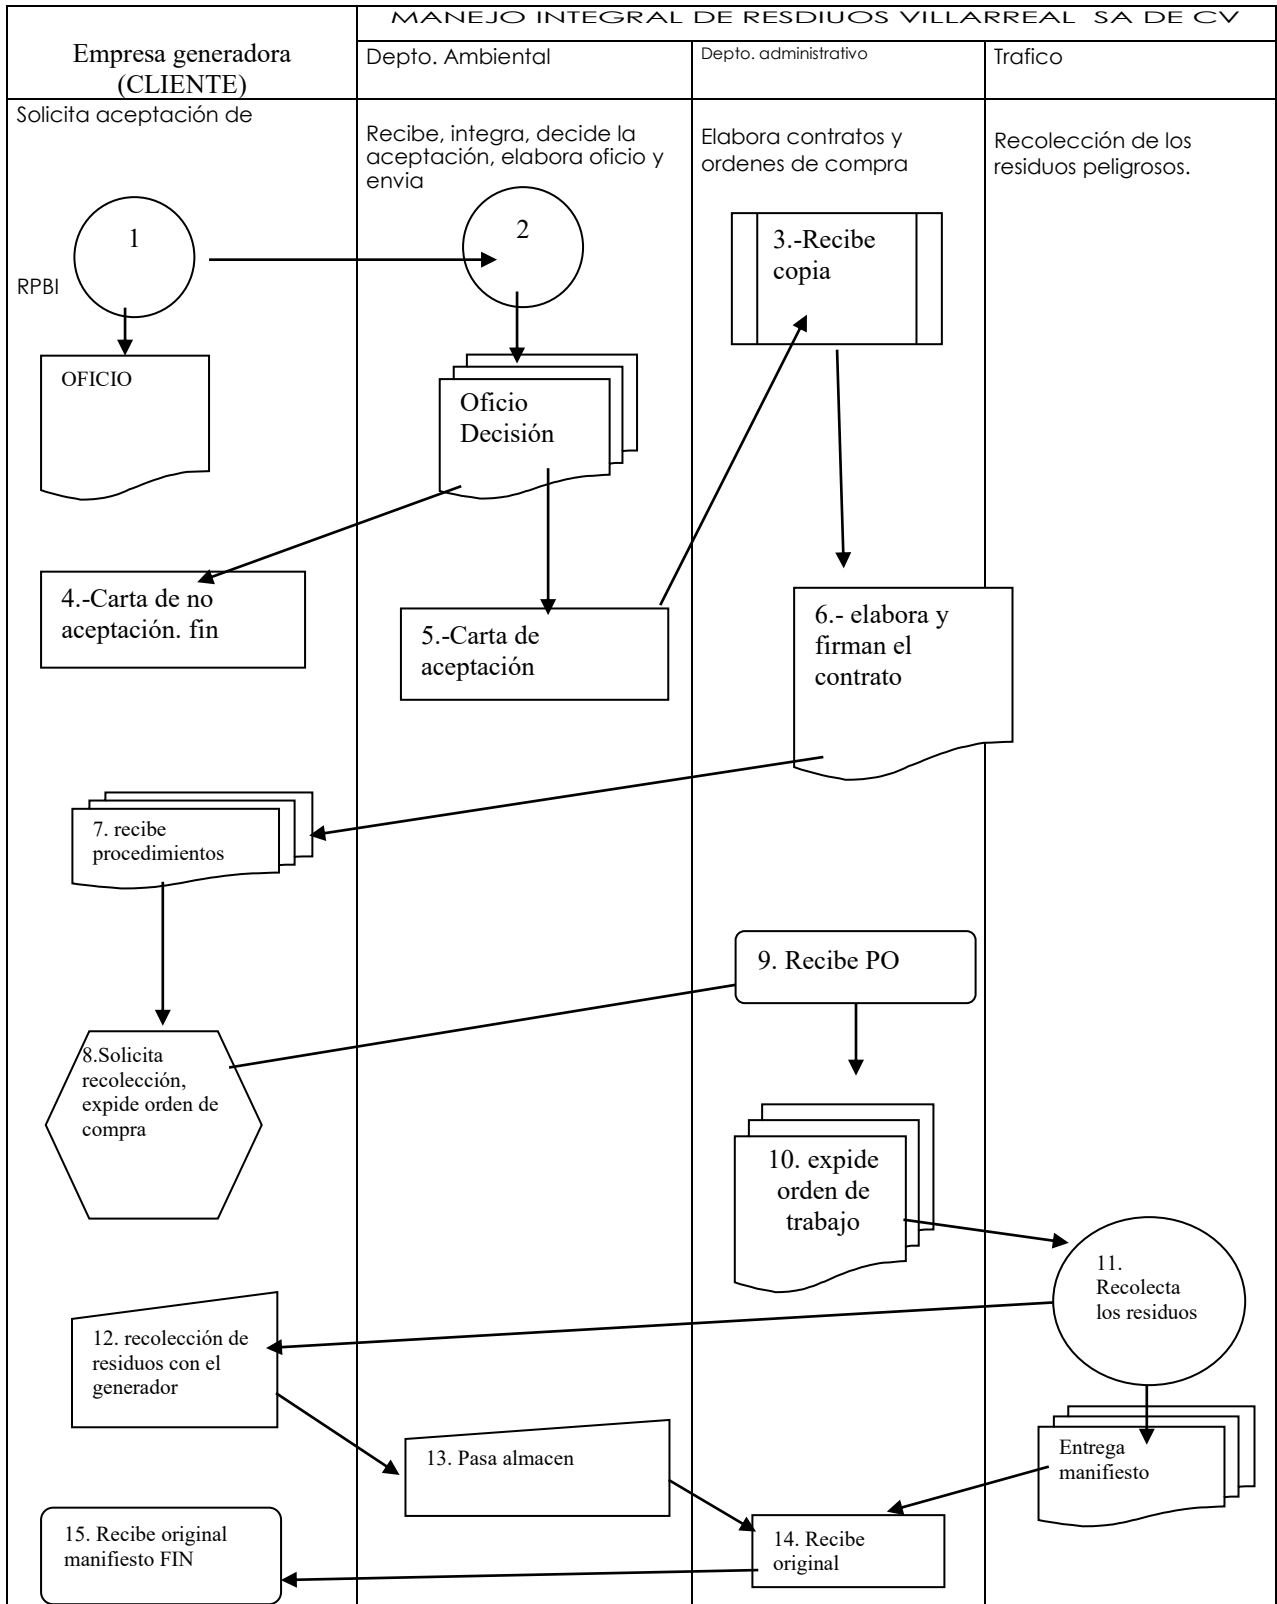 MANEJO INTEGRAL DE RESDIUOS VILLARREAL SA DE CV
Empresa generadora
(CLIENTE)
Depto. Ambiental
Depto. administrativo
Trafico
Solicita aceptación de
RPBI
Recibe, integra, decide la
aceptación, elabora oficio y
envia
Elabora contratos y
ordenes de compra
Recolección de los
residuos peligrosos.
1
2
3.-Recibe
copia
OFICIO
Oficio
Decisión
4.-Carta de no
aceptación. fin
5.-Carta de
aceptación
6.- elabora y
firman el
contrato
7. recibe
procedimientos
8.Solicita
recolección,
expide orden de
compra
9. Recibe PO
10. expide
orden de
trabajo
11.
Recolecta
los residuos
12. recolección de
residuos con el
generador
13. Pasa almacen
Entrega
manifiesto
14. Recibe
original
15. Recibe original
manifiesto FIN